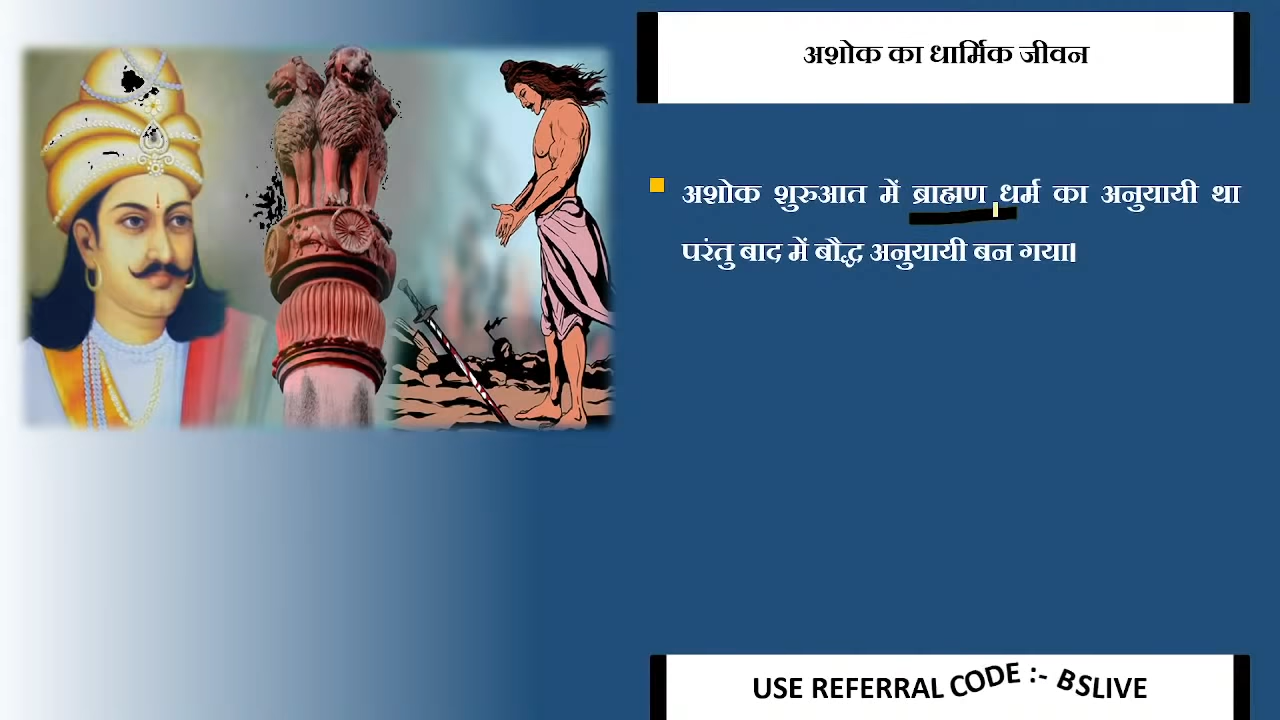 अशोक का धार्मिक जीवन
अशोक शुरुआत में ब्राह्मण धर्म का अनुयायी था
परंतु बाद में बौद्ध अनुयायी बन गया।
USE REFERRAL CODE :- BSLIVE